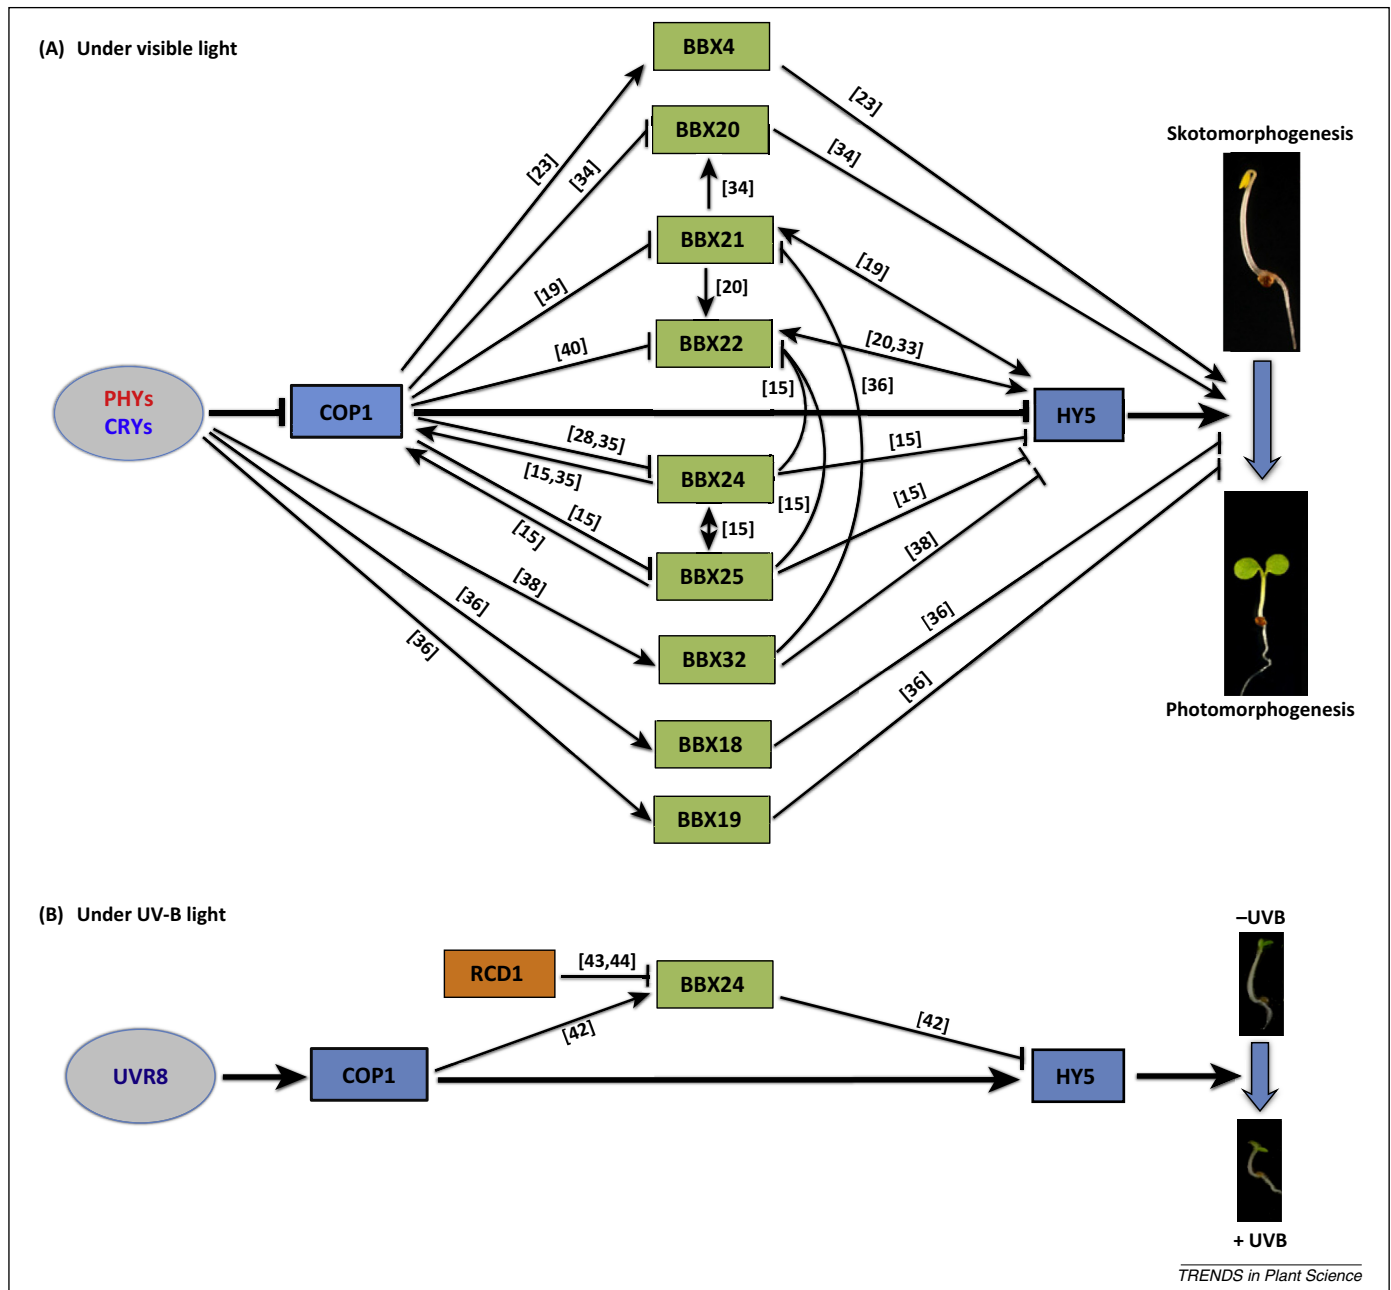 (A) Under visible light
BBX4
[23]
BBX20
Skotomorphogenesis
[34]
[23]
[34]
[34]
BBX21
[19]
[20]
[19]
BBX22
[20,33]
[40]
[15]
[36]
PHYs
CRYs
COP1
HY5
[28,35]
[15]
[15,35]
BBX24
[15]
[15]
[15]
[15]
[15]
BBX25
[38]
[38]
[36]
[36]
[36]
BBX32
[36]
Photomorphogenesis
BBX18
BBX19
(B) Under UV-B light
–UVB
RCD1
[43,44]
BBX24
[42]
[42]
UVR8
COP1
HY5
+ UVB
TRENDS in Plant Science